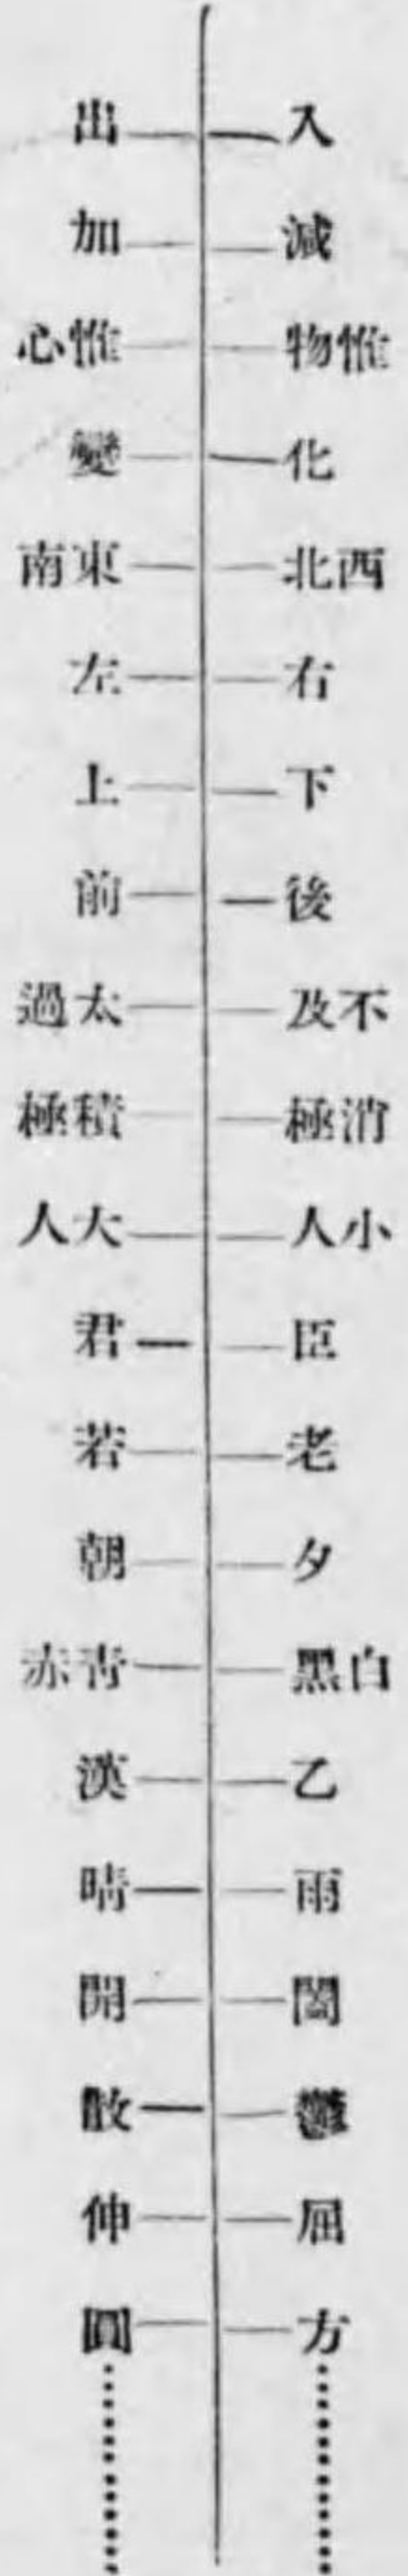 入 出
減 加
惟物 惟心
化 變
西北 東南
右 左
下 上
後 前
不及 太過
消極 積極
小人 大人
臣 君
老 若
夕 朝
白黑 青赤
乙 漢
雨 晴
開
鬱 散
屈 伸
方 圓